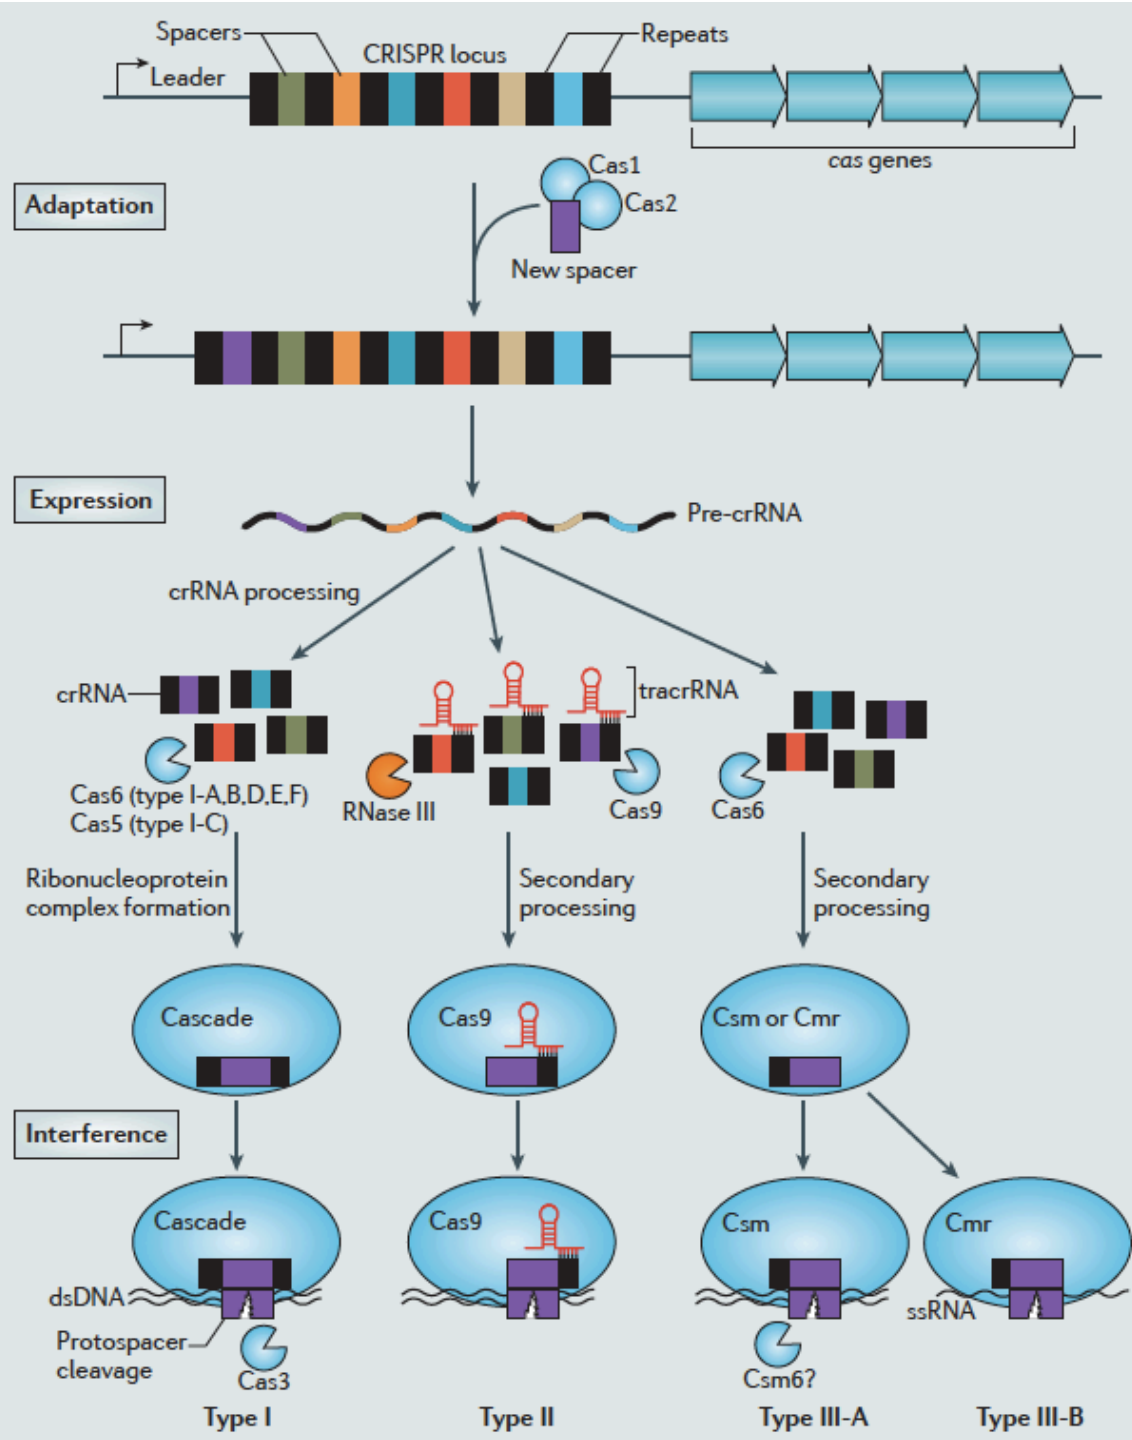 Spacers
CRISPR locus
Repeats
Leader
cas genes
Cas1
Cas2
New spacer
Adaptation
Expression
Pre-crRNA
crRNA processing
crRNA
tracrRNA
Cas6 (type I-A,B,D,E,F)
Cas5 (type I-C)
RNase III
Cas9
Cas6
Ribonucleoprotein
complex formation
Secondary
processing
Secondary
processing
Cascade
Cas9
Csm or Cmr
Interference
Cascade
Cas9
Csm
Cmr
dsDNA
ssRNA
Protospacer
cleavage
Cas3
Csm6?
Type I
Type II
Type III-A
Type III-B